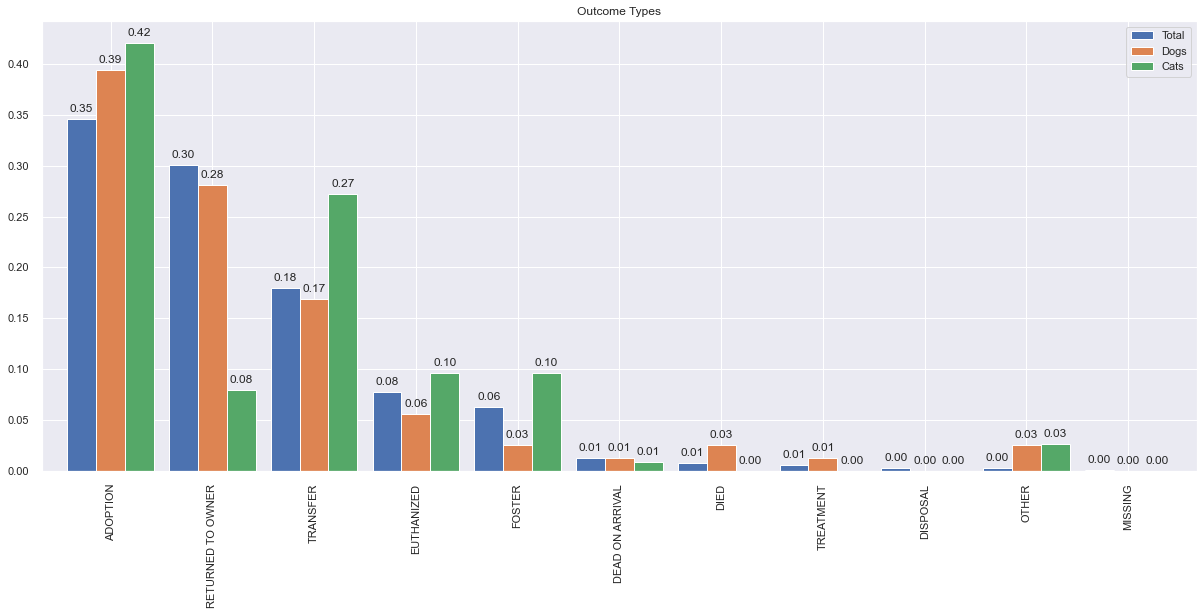 Outcome Types
Total
Dogs
Cats
0.40
0.35
0.30
0.25
0.20
0.15
0.10
0.05
0.00
0.35 0.39 0.42
0.30 0.28 0.08
0.18 0.17 0.27
0.08 0.06 0.10
0.06 0.03 0.10
0.01 0.01 0.01
0.01 0.03 0.00
0.01 0.01 0.00
0.00 0.00 0.00
0.00 0.03 0.03
0.00 0.00 0.00
ADOPTION
RETURNED TO OWNER
TRANSFER
EUTHANIZED
FOSTER
DEAD ON ARRIVAL
DIED
TREATMENT
DISPOSAL
OTHER
MISSING